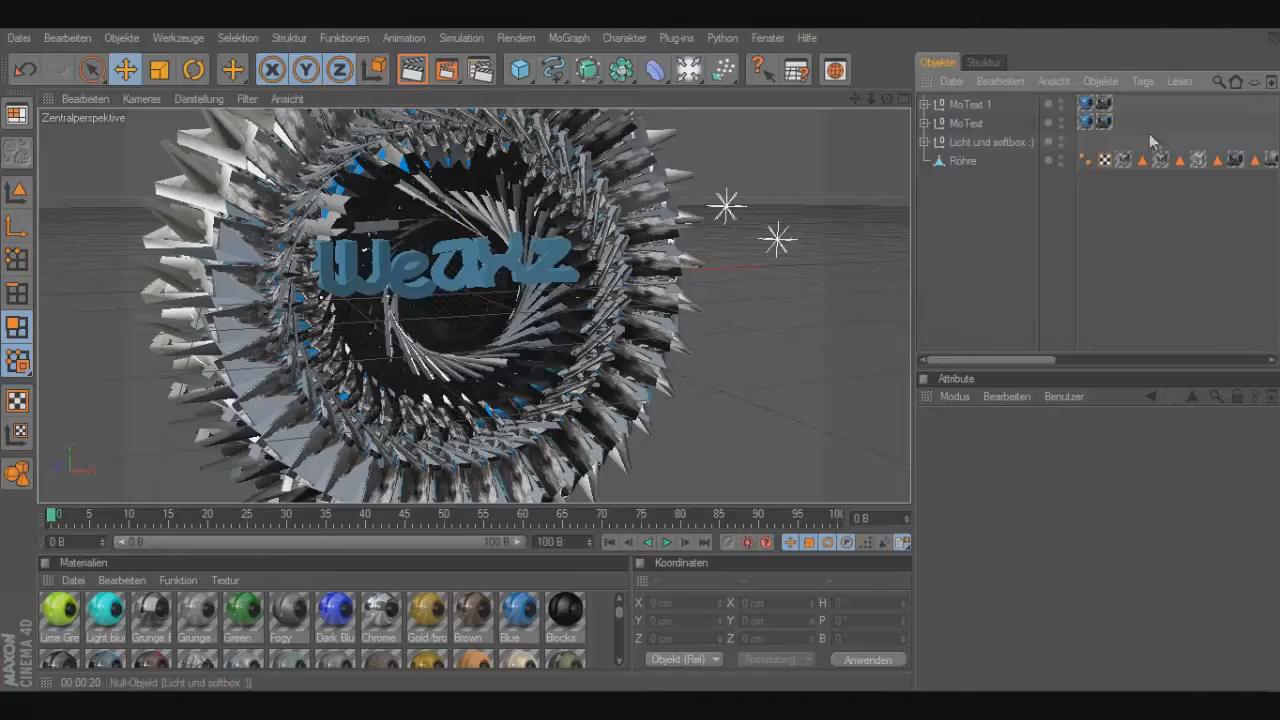 Datei Bearbeiten Objekte Werkzeuge Selektion Struktur Funktionen Animation Simulation Rendern MoGraph Charakter Plug-ins Python Fenster Hilfe
X Y Z
Objekte Struktur
Datei Bearbeiten Ansicht Objekte Tags Lesez
Bearbeiten Kameras Darstellung Filter Ansicht
Zentralperspektive
MoText 1
MoText
Licht und softbox :)
Röhre
Weaxz
Y
X
Attribute
Modus Bearbeiten Benutzer
0 5 10 15 20 25 30 35 40 45 50 55 60 65 70 75 80 85 90 95 10
0 B
0 B 0 B 100 B 100 B
Materialien
Datei Bearbeiten Funktion Textur
Lime Gre Light blu Grunge f Grunge Green Fogy Dark Blu Chrome Gold/bro Brown Blue Blocks
Koordinaten
X 0 cm X 0 cm H 0 °
Y 0 cm Y 0 cm P 0 °
Z 0 cm Z 0 cm B 0 °
Objekt (Rel) Abmessung Anwenden
00:00:20 Null-Objekt [Licht und softbox :)]
MAXON
CINEMA 4D